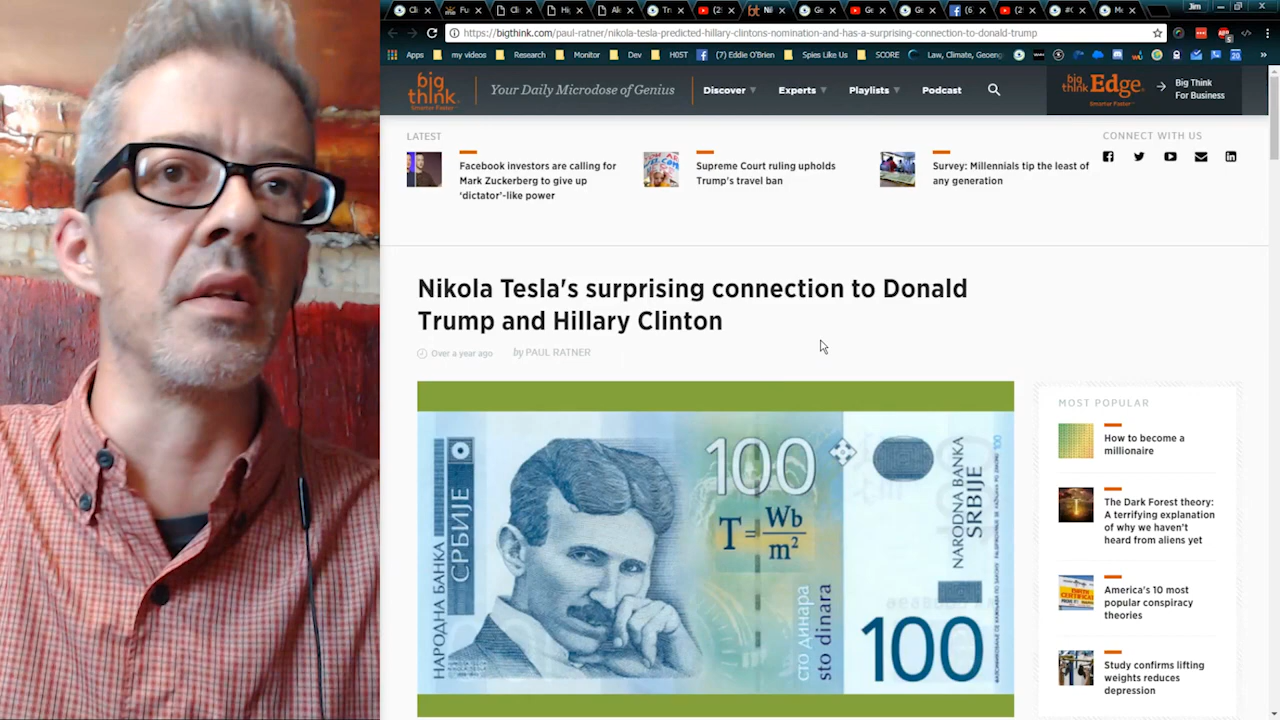 Jim
https://bigthink.com/paul-ratner/nikola-tesla-predicted-hillary-clintons-nomination-and-has-a-surprising-connection-to-donald-trump
Apps my videos Research Monitor Dev HOST (7) Eddie O'Brien Spies Like Us SCORE Law, Climate, Geoeng
big think
Smarter Faster
Your Daily Microdose of Genius
Discover Experts Playlists Podcast
big think Edge
Smarter Faster
Big Think
For Business
LATEST
Facebook investors are calling for
Mark Zuckerberg to give up
'dictator'-like power
Supreme Court ruling upholds
Trump's travel ban
Survey: Millennials tip the least of
any generation
CONNECT WITH US
Nikola Tesla's surprising connection to Donald
Trump and Hillary Clinton
Over a year ago by PAUL RATNER
НАРОДНА БАНКА
СРБИЈЕ
100
T = Wb/m²
сто динара
sto dinara
NARODNA BANKA
SRBIJE
100
100
MOST POPULAR
How to become a
millionaire
The Dark Forest theory:
A terrifying explanation
of why we haven't
heard from aliens yet
America's 10 most
popular conspiracy
theories
Study confirms lifting
weights reduces
depression